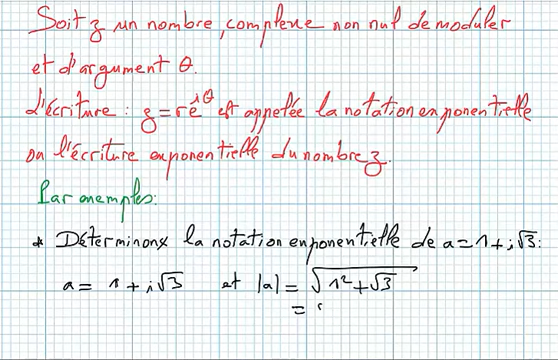 Soit z un nombre, complexe non nul de module r
et d'argument θ.
L'écriture : z = re^{iθ} est appelée la notation exponentielle
ou l'écriture exponentielle du nombre z.
Par exemples:
* Déterminons la notation exponentielle de a = 1 + i√3:
a = 1 + i√3 et |a| = √(1² + √3
=